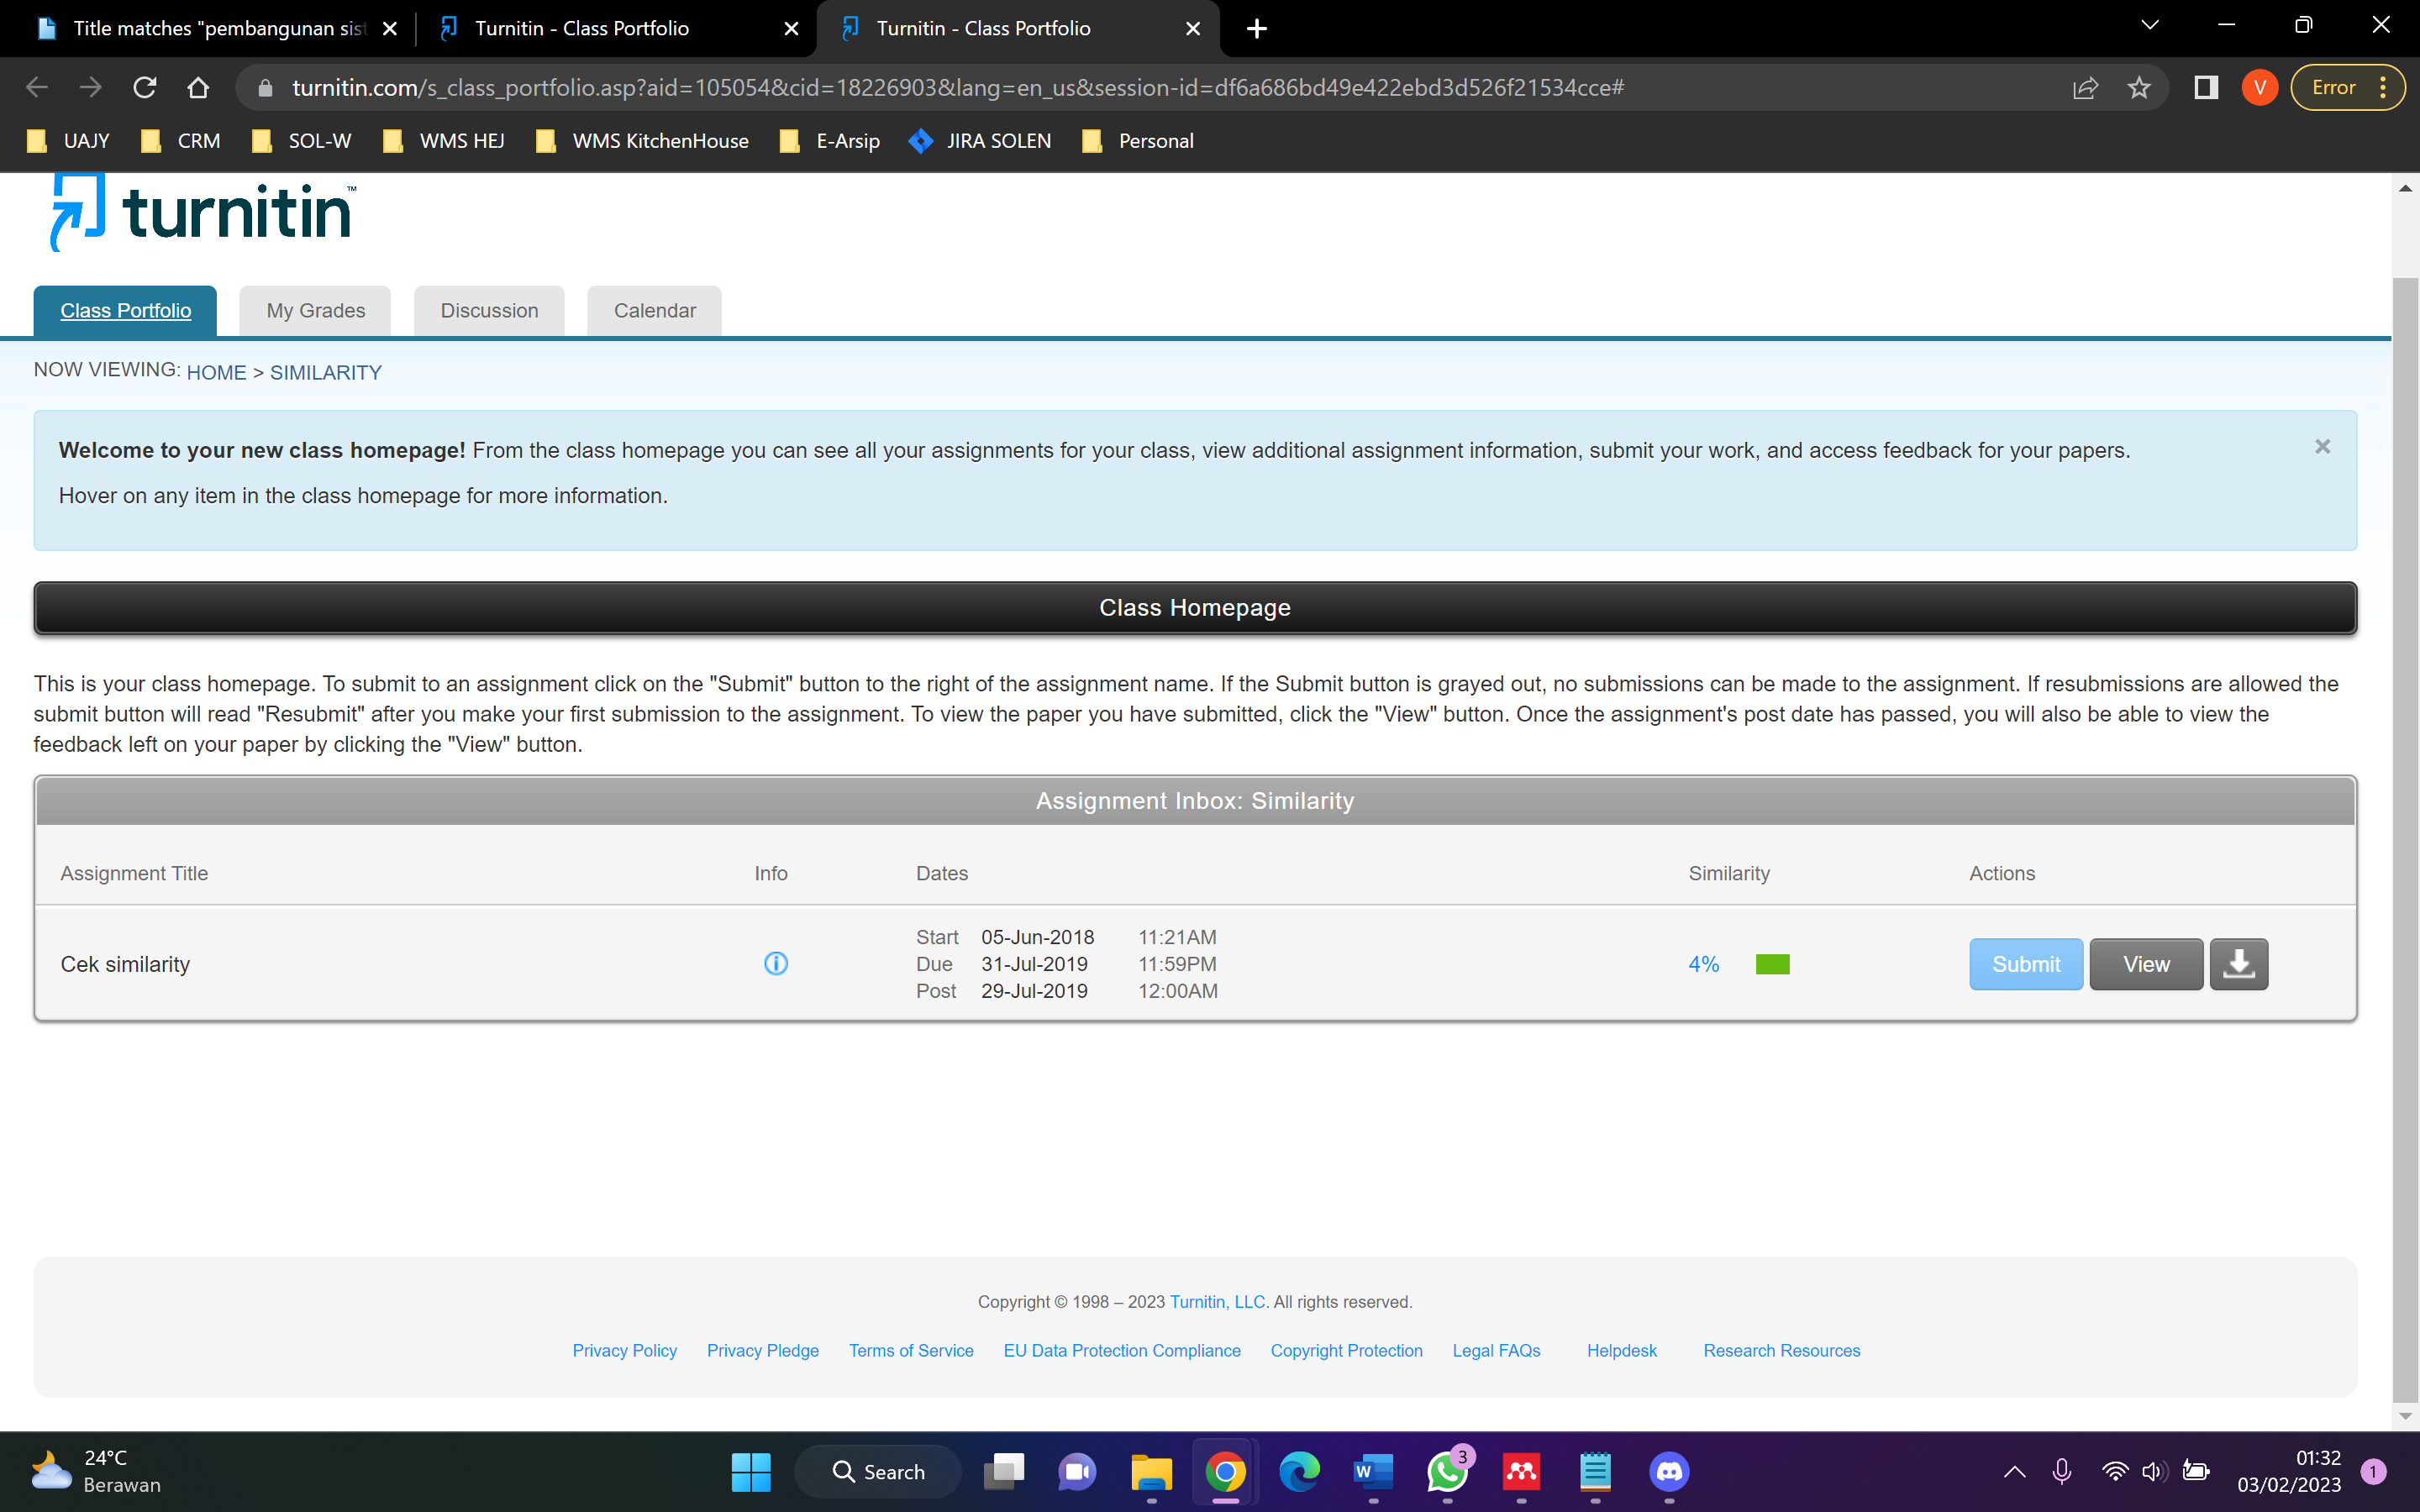 Title matches "pembangunan sist
Turnitin - Class Portfolio
Turnitin - Class Portfolio
turnitin.com/s_class_portfolio.asp?aid=105054&cid=18226903&lang=en_us&session-id=df6a686bd49e422ebd3d526f21534cce#
V
Error
UAJY
CRM
SOL-W
WMS HEJ
WMS KitchenHouse
E-Arsip
JIRA SOLEN
Personal
turnitin™
Class Portfolio
My Grades
Discussion
Calendar
NOW VIEWING: HOME > SIMILARITY
Welcome to your new class homepage! From the class homepage you can see all your assignments for your class, view additional assignment information, submit your work, and access feedback for your papers.
Hover on any item in the class homepage for more information.
Class Homepage
This is your class homepage. To submit to an assignment click on the "Submit" button to the right of the assignment name. If the Submit button is grayed out, no submissions can be made to the assignment. If resubmissions are allowed the
submit button will read "Resubmit" after you make your first submission to the assignment. To view the paper you have submitted, click the "View" button. Once the assignment's post date has passed, you will also be able to view the
feedback left on your paper by clicking the "View" button.
Assignment Inbox: Similarity
Assignment Title Info Dates Similarity Actions
Cek similarity
Start 05-Jun-2018 11:21AM
Due 31-Jul-2019 11:59PM
Post 29-Jul-2019 12:00AM
4%
Submit
View
Copyright © 1998 – 2023 Turnitin, LLC. All rights reserved.
Privacy Policy Privacy Pledge Terms of Service EU Data Protection Compliance Copyright Protection Legal FAQs Helpdesk Research Resources
24°C
Berawan
Search
W
3
01:32
03/02/2023
1